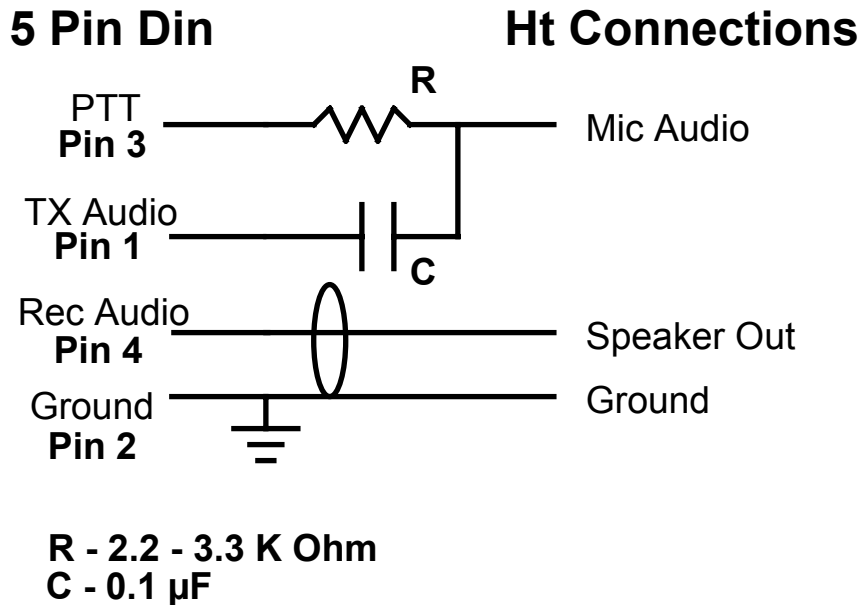 5 Pin Din
Ht Connections
R
PTT
Pin 3
Mic Audio
TX Audio
Pin 1
C
Rec Audio
Pin 4
Speaker Out
Ground
Pin 2
Ground
R - 2.2 - 3.3 K Ohm
C - 0.1 µF